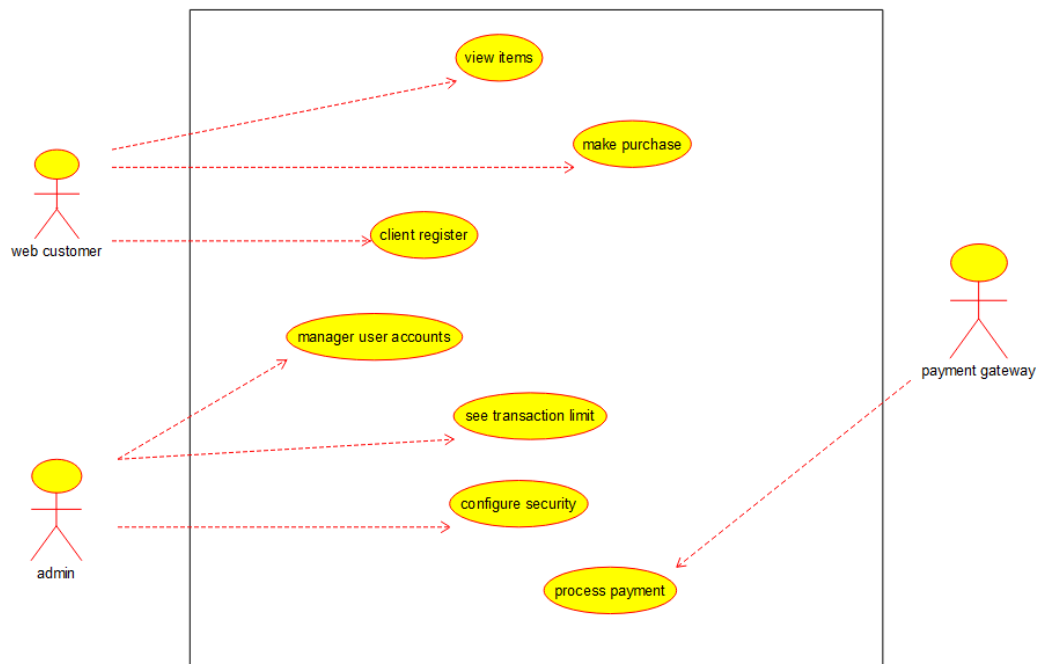 view items
make purchase
web customer
client register
manager user accounts
payment gateway
see transaction limit
configure security
admin
process payment